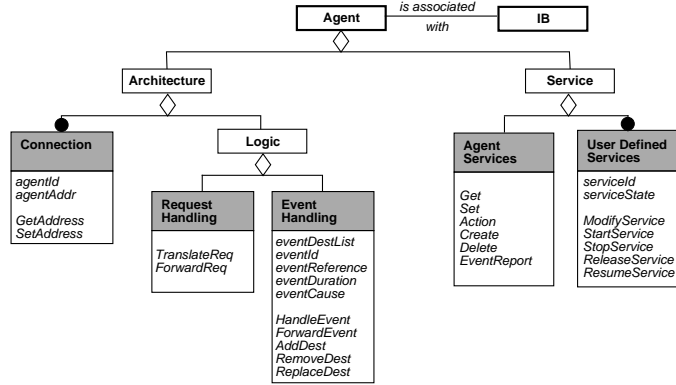 is associated
Agent
IB
with
Architecture
Service
Connection
agentId
agentAddr
GetAddress
SetAddress
Logic
Request
Handling
TranslateReq
ForwardReq
Event
Handling
eventDestList
eventId
eventReference
eventDuration
eventCause
HandleEvent
ForwardEvent
AddDest
RemoveDest
ReplaceDest
Agent
Services
Get
Set
Action
Create
Delete
EventReport
User Defined
Services
serviceId
serviceState
ModifyService
StartService
StopService
ReleaseService
ResumeService